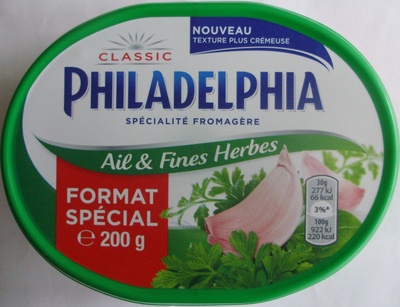 NOUVEAU
TEXTURE PLUS CRÉMEUSE
CLASSIC
PHILADELPHIA
SPÉCIALITÉ FROMAGÈRE
Ail & Fines Herbes
FORMAT
SPÉCIAL
℮ 200 g
30g
277 kJ
66 kcal
3%*
100g
922 kJ
220 kcal